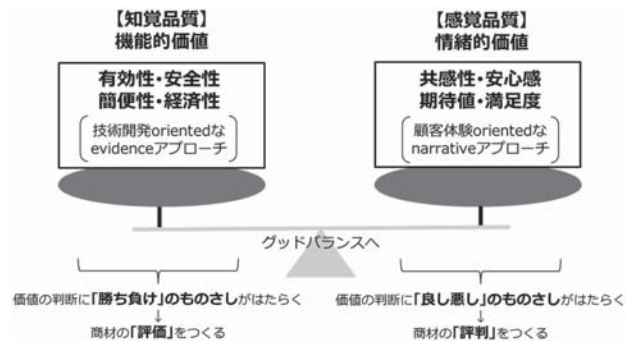 【知覚品質】
機能的価値
有効性・安全性
簡便性・経済性
技術開発orientedな
evidenceアプローチ
【感覚品質】
情緒的価値
共感性・安心感
期待値・満足度
顧客体験orientedな
narrativeアプローチ
グッドバランスへ
価値の判断に「勝ち負け」のものさしがはたらく
↓
商材の「評価」をつくる
価値の判断に「良し悪し」のものさしがはたらく
↓
商材の「評判」をつくる